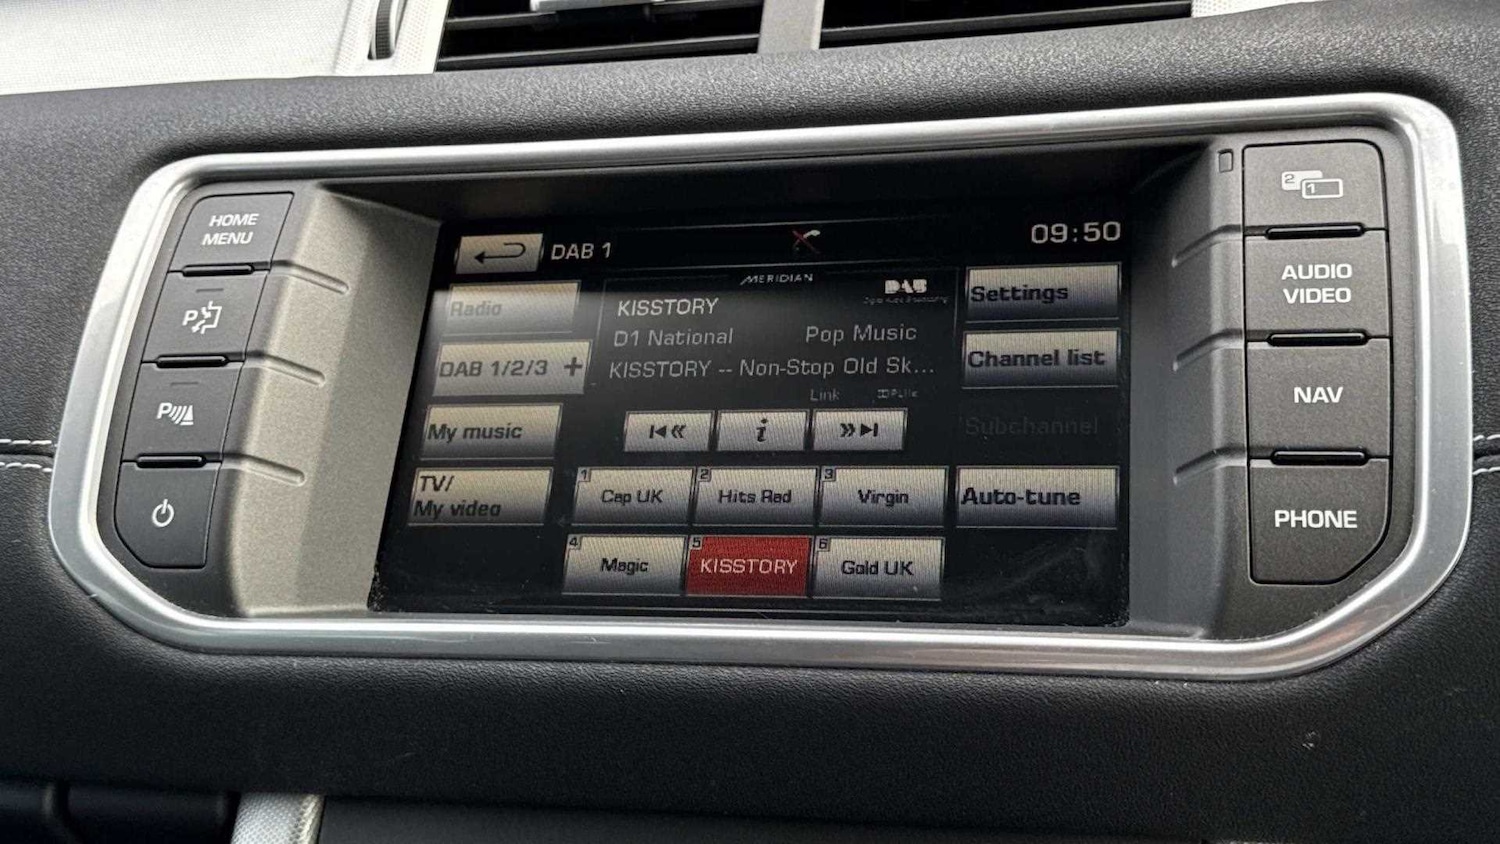 HOME
MENU
P
P
DAB 1
09:50
MERIDIAN
DAB
Radio
KISSTORY
Settings
D1 National
Pop Music
DAB 1/2/3 +
KISSTORY -- Non-Stop Old Sk...
Channel list
Link
My music
i
Subchannel
TV/
My video
1 Cap UK
2 Hits Rad
3 Virgin
Auto-tune
4 Magic
5 KISSTORY
6 Gold UK
2 1
AUDIO
VIDEO
NAV
PHONE